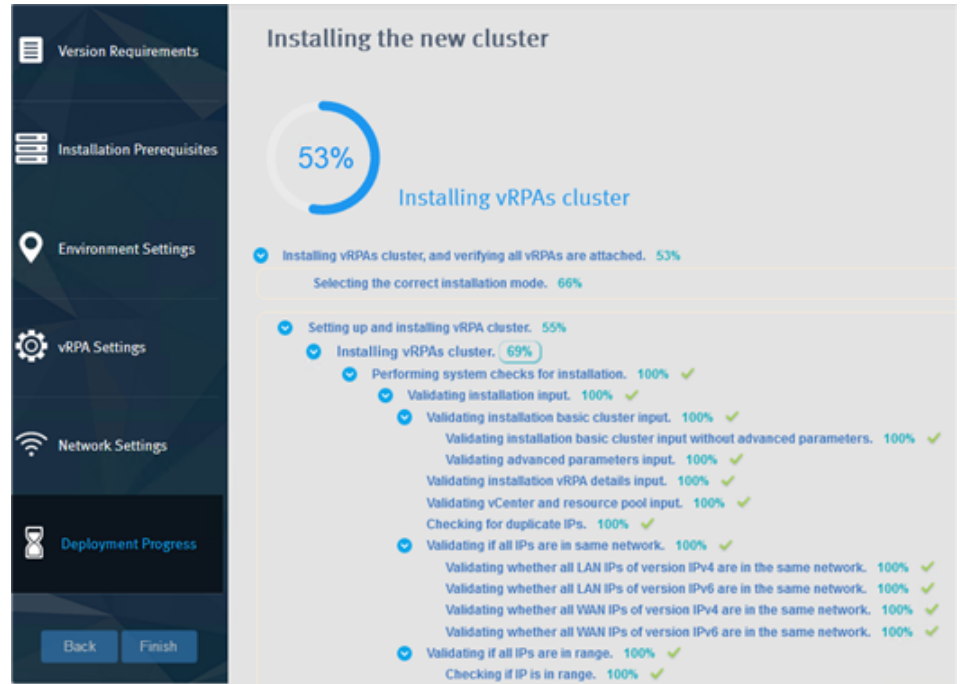 Version Requirements
Installation Prerequisites
Environment Settings
vRPA Settings
Network Settings
Deployment Progress
Back
Finish
Installing the new cluster
53%
Installing vRPAs cluster
Installing vRPAs cluster, and verifying all vRPAs are attached. 53%
Selecting the correct installation mode. 66%
Setting up and installing vRPA cluster. 55%
Installing vRPAs cluster. 69%
Performing system checks for installation. 100%
Validating installation input. 100%
Validating installation basic cluster input. 100%
Validating installation basic cluster input without advanced parameters. 100%
Validating advanced parameters input. 100%
Validating installation vRPA details input. 100%
Validating vCenter and resource pool input. 100%
Checking for duplicate IPs. 100%
Validating if all IPs are in same network. 100%
Validating whether all LAN IPs of version IPv4 are in the same network. 100%
Validating whether all LAN IPs of version IPv6 are in the same network. 100%
Validating whether all WAN IPs of version IPv4 are in the same network. 100%
Validating whether all WAN IPs of version IPv6 are in the same network. 100%
Validating if all IPs are in range. 100%
Checking if IP is in range. 100%